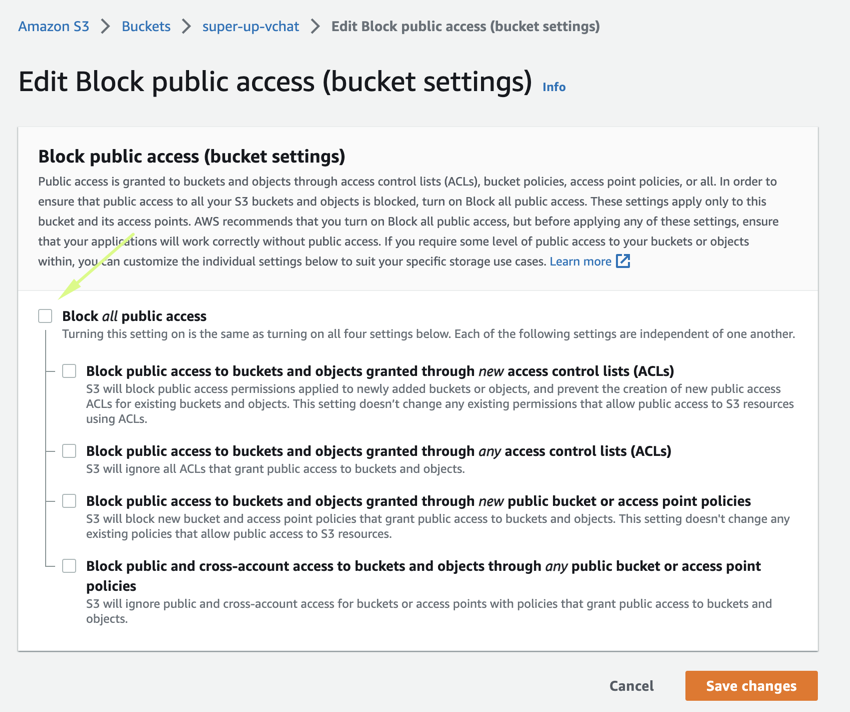 Amazon S3 > Buckets > super-up-vchat > Edit Block public access (bucket settings)
Edit Block public access (bucket settings) Info
Block public access (bucket settings)
Public access is granted to buckets and objects through access control lists (ACLs), bucket policies, access point policies, or all. In order to
ensure that public access to all your S3 buckets and objects is blocked, turn on Block all public access. These settings apply only to this
bucket and its access points. AWS recommends that you turn on Block all public access, but before applying any of these settings, ensure
that your applications will work correctly without public access. If you require some level of public access to your buckets or objects
within, you can customize the individual settings below to suit your specific storage use cases. Learn more
Block all public access
Turning this setting on is the same as turning on all four settings below. Each of the following settings are independent of one another.
Block public access to buckets and objects granted through new access control lists (ACLs)
S3 will block public access permissions applied to newly added buckets or objects, and prevent the creation of new public access
ACLs for existing buckets and objects. This setting doesn't change any existing permissions that allow public access to S3 resources
using ACLs.
Block public access to buckets and objects granted through any access control lists (ACLs)
S3 will ignore all ACLs that grant public access to buckets and objects.
Block public access to buckets and objects granted through new public bucket or access point policies
S3 will block new bucket and access point policies that grant public access to buckets and objects. This setting doesn't change any
existing policies that allow public access to S3 resources.
Block public and cross-account access to buckets and objects through any public bucket or access point
policies
S3 will ignore public and cross-account access for buckets or access points with policies that grant public access to buckets and
objects.
Cancel Save changes